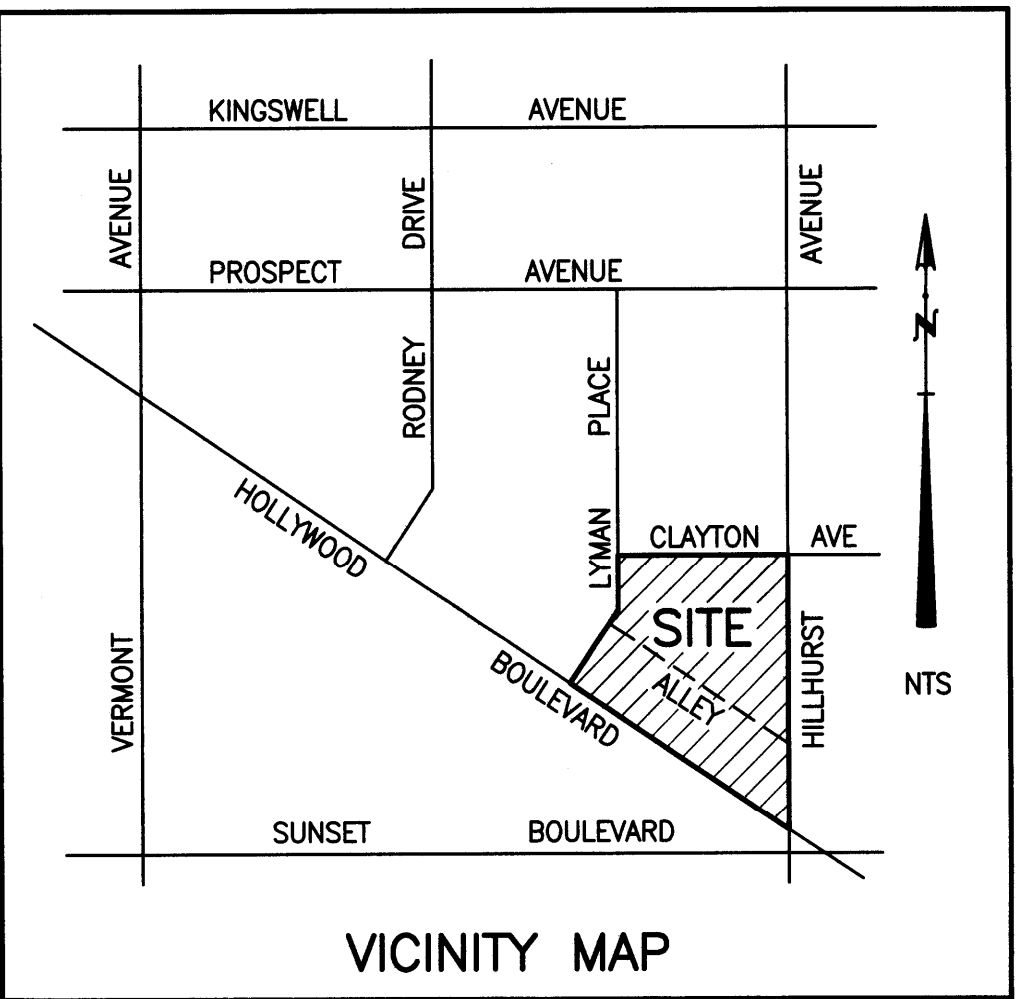 KINGSWELL AVENUE
AVENUE
DRIVE
AVENUE
PROSPECT AVENUE
N
RODNEY
PLACE
HOLLYWOOD
LYMAN
CLAYTON AVE
SITE
ALLEY
HILLHURST
NTS
VERMONT
BOULEVARD
SUNSET BOULEVARD
VICINITY MAP